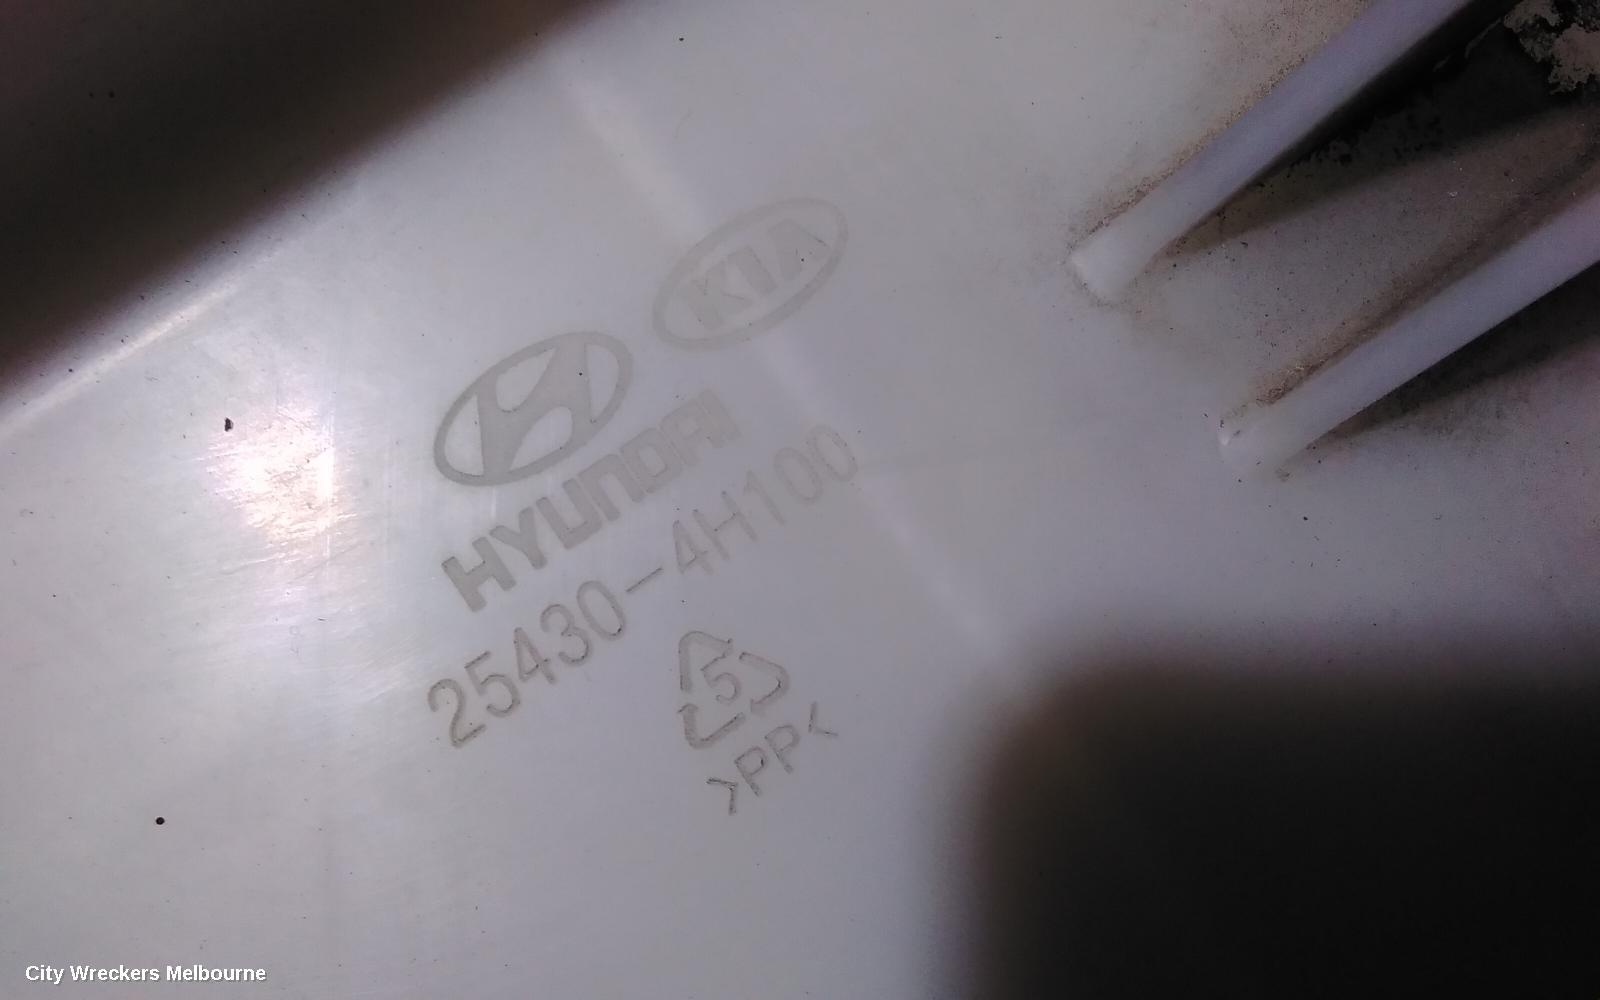 KIA
HYUNDAI
25430-4H100
5
>PP<
City Wreckers Melbourne